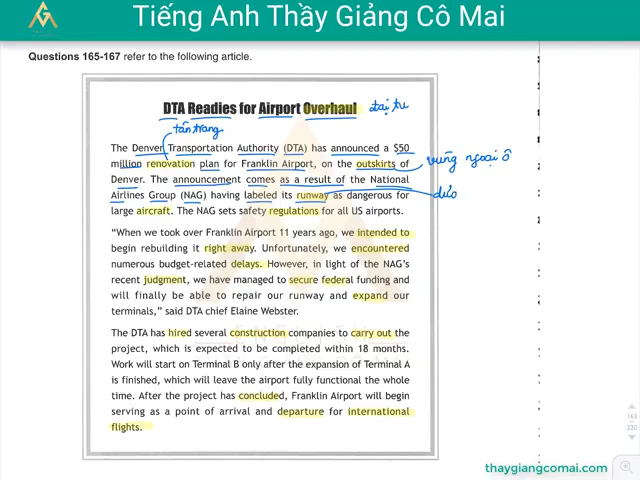 Tiếng Anh Thầy Giảng Cô Mai
Questions 165-167 refer to the following article.
DTA Readies for Airport Overhaul
đại tu
tân trang
The Denver Transportation Authority (DTA) has announced a $50
million renovation plan for Franklin Airport, on the outskirts of
vùng ngoại ô
Denver. The announcement comes as a result of the National
Airlines Group (NAG) having labeled its runway as dangerous for
large aircraft. The NAG sets safety regulations for all US airports.
"When we took over Franklin Airport 11 years ago, we intended to
begin rebuilding it right away. Unfortunately, we encountered
numerous budget-related delays. However, in light of the NAG's
recent judgment, we have managed to secure federal funding and
will finally be able to repair our runway and expand our
terminals," said DTA chief Elaine Webster.
The DTA has hired several construction companies to carry out the
project, which is expected to be completed within 18 months.
Work will start on Terminal B only after the expansion of Terminal A
is finished, which will leave the airport fully functional the whole
time. After the project has concluded, Franklin Airport will begin
serving as a point of arrival and departure for international
flights.
163
220
thaygiangcomai.com